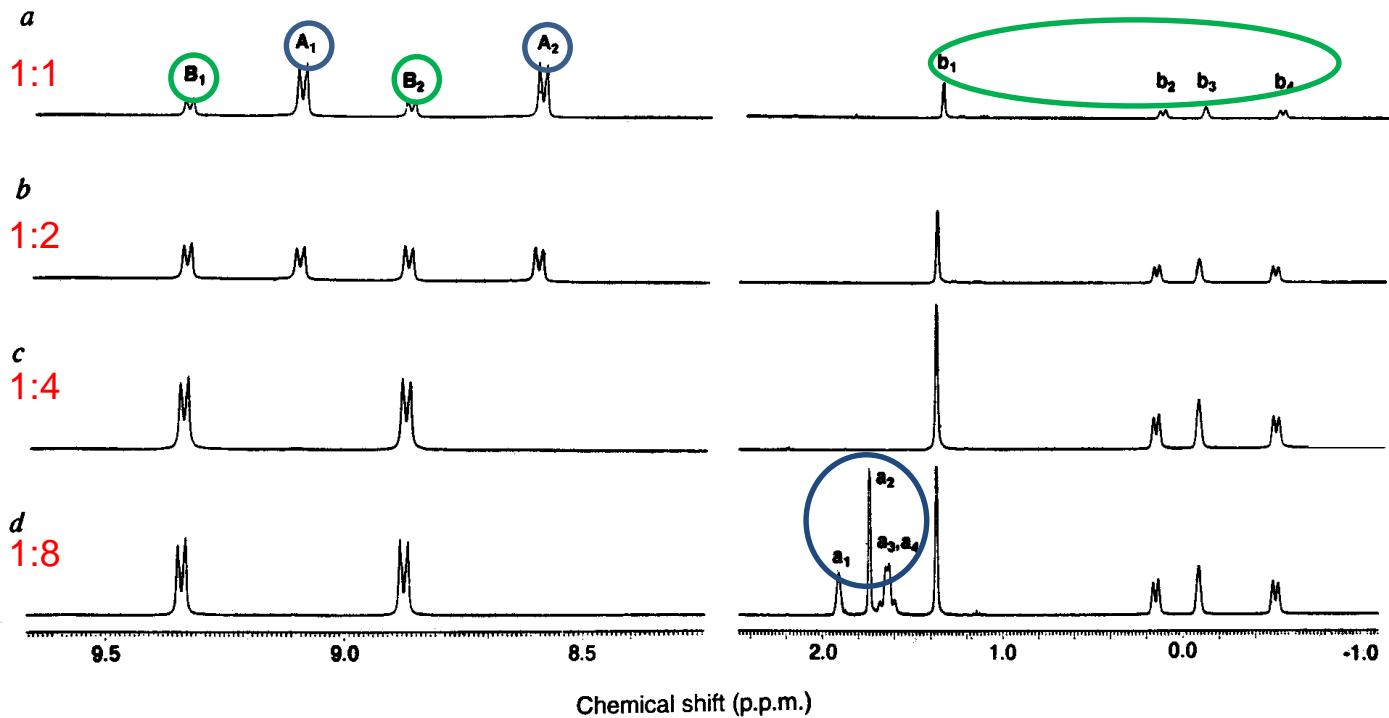 a
1:1
B₁ A₁ B₂ A₂ b₁ b₂ b₃ b₄
b
1:2
c
1:4
d
1:8
a₂
a₃,a₄
a₁
9.5 9.0 8.5 2.0 1.0 0.0 -1.0
Chemical shift (p.p.m.)